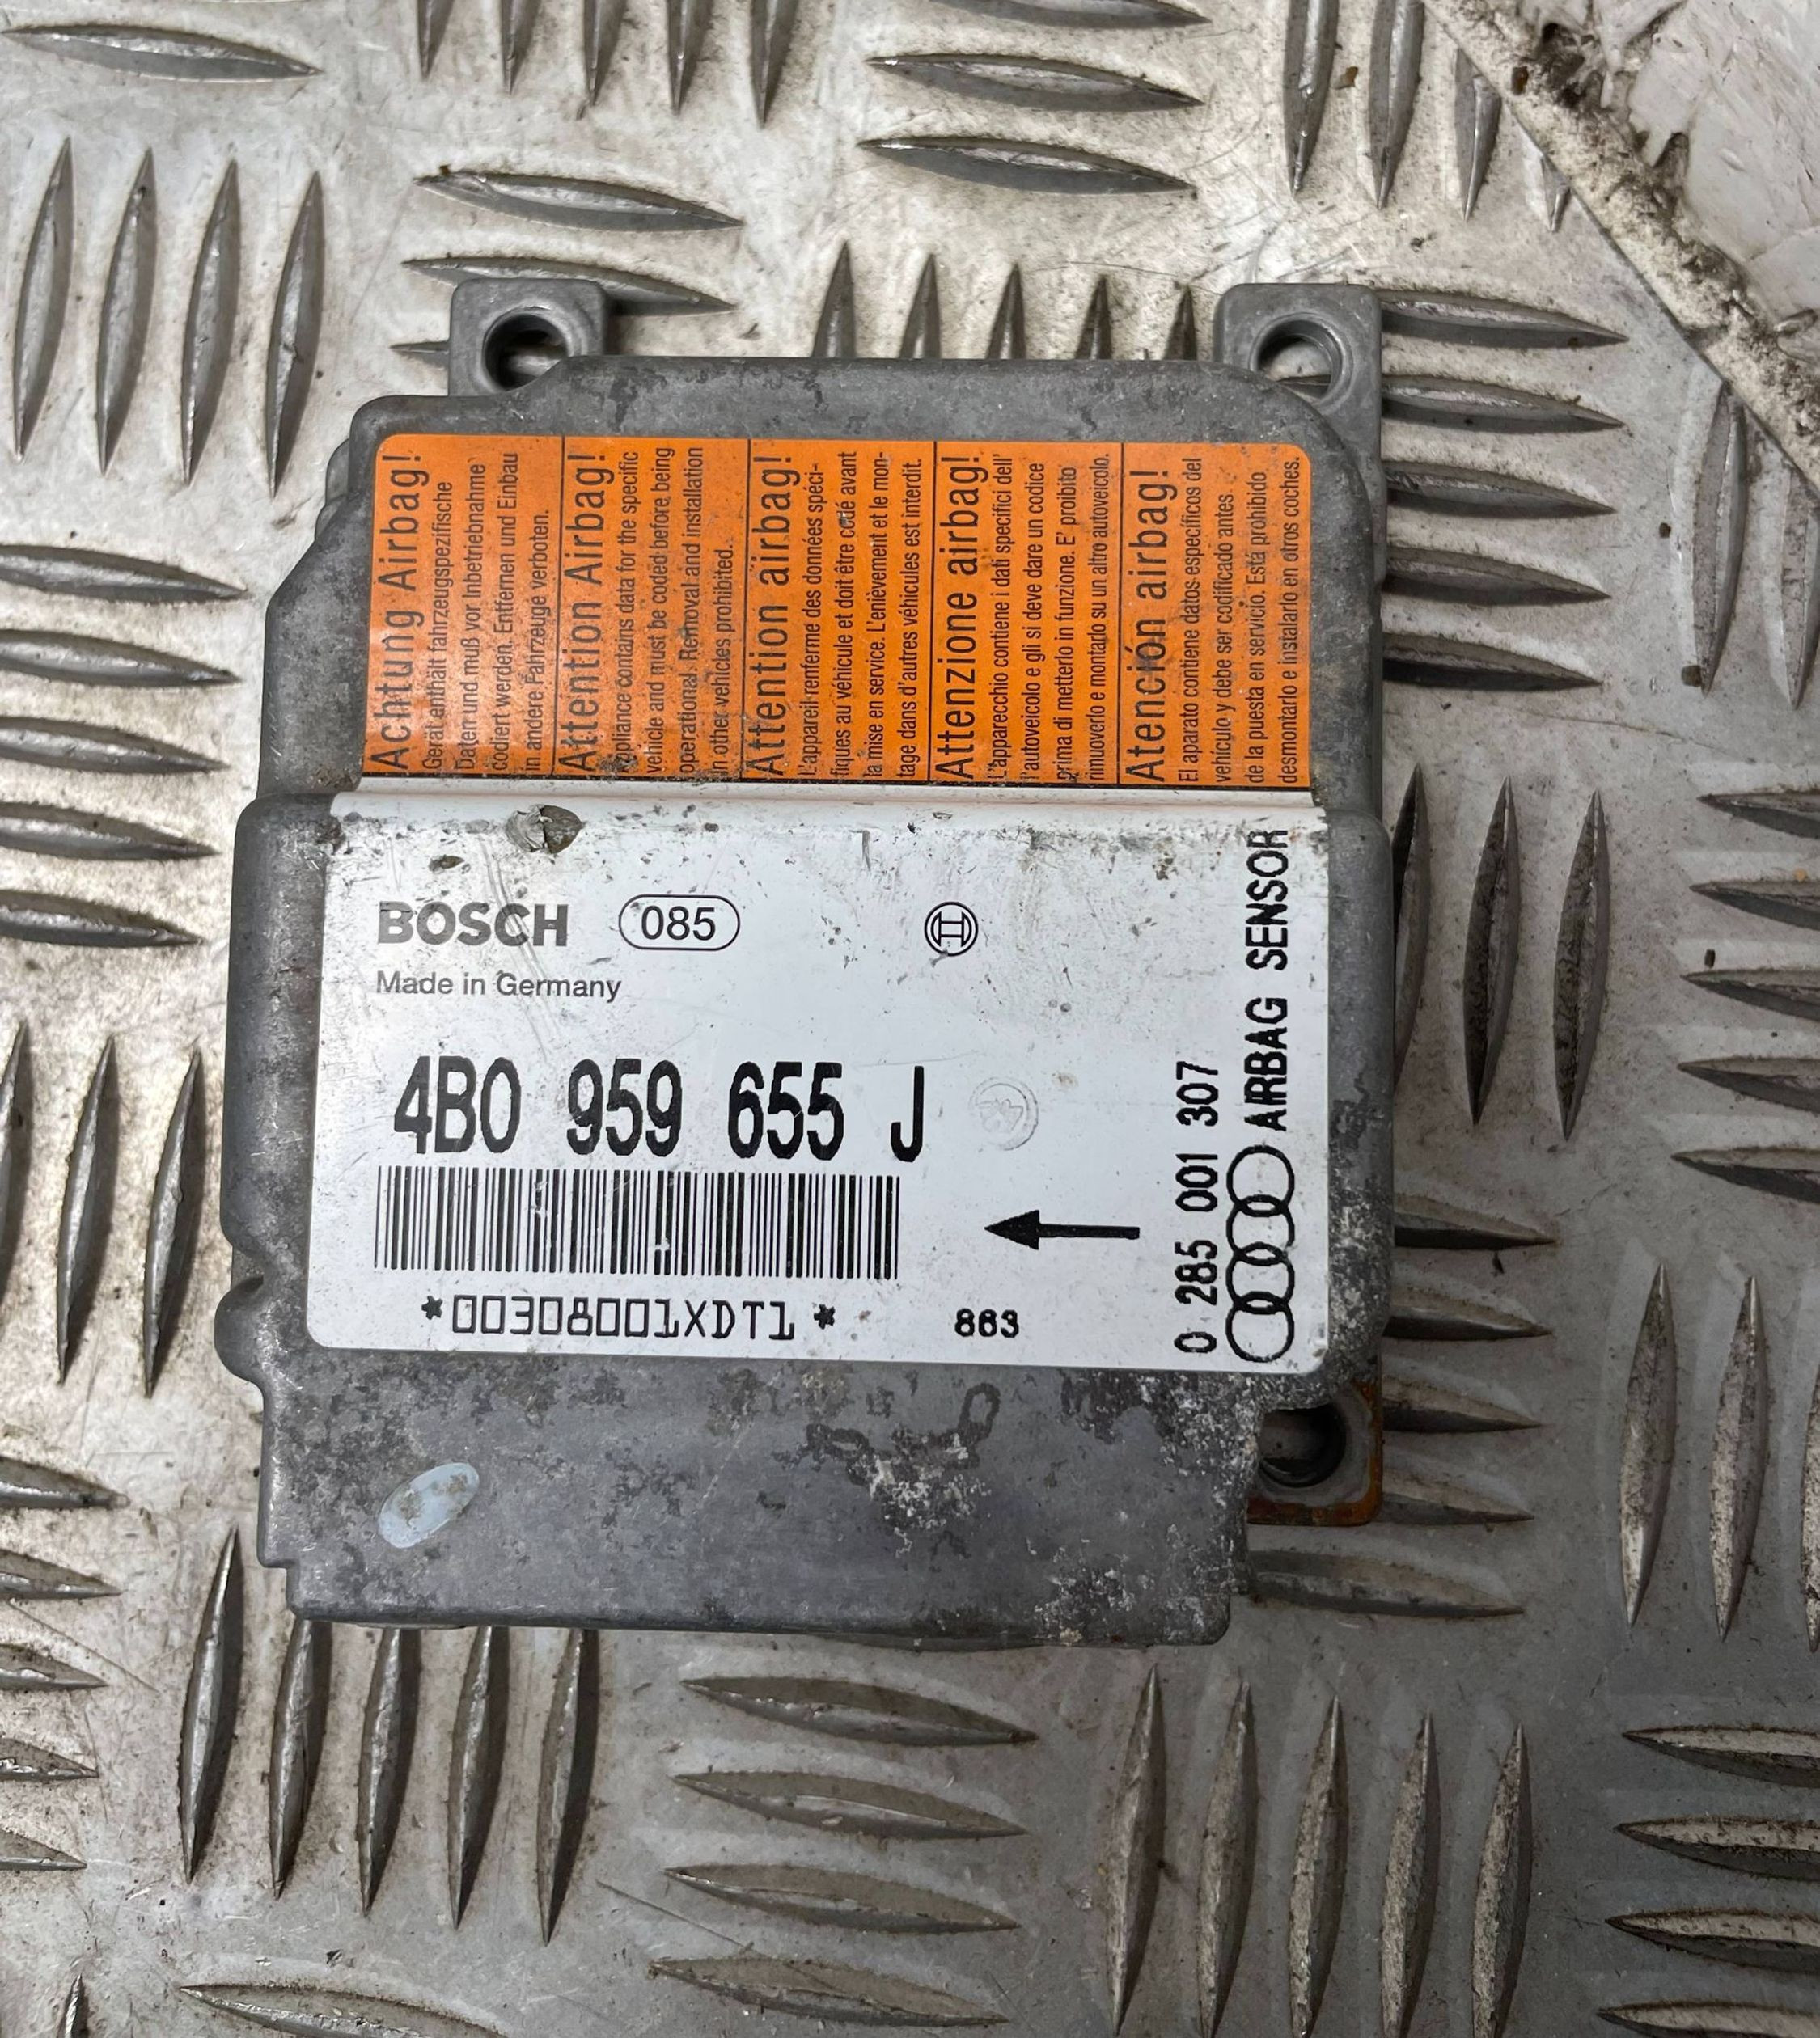 Achtung Airbag!
Gerät enthält fahrzeugspezifische
Daten und muß vor Inbetriebnahme
codiert werden. Entfernen und Einbau
in andere Fahrzeuge verboten.
Attention Airbag!
Appliance contains data for the specific
vehicle and must be coded before being
operational. Removal and installation
in other vehicles prohibited.
Attention airbag!
L'appareil renferme des données spéci-
fiques au véhicule et doit être codé avant
la mise en service. L'enlèvement et le mon-
tage dans d'autres véhicules est interdit.
Attenzione airbag!
L'apparecchio contiene i dati specifici dell'
autoveicolo e gli si deve dare un codice
prima di metterlo in funzione. E' proibito
rimuoverlo e montarlo su un altro autoveicolo.
Atención airbag!
El aparato contiene datos especificos del
vehículo y debe ser codificado antes
de la puesta en servicio. Está prohibido
desmontarlo e instalarlo en otros coches.
BOSCH 085
Made in Germany
4B0 959 655 J
*00308001XDT1*
863
0 285 001 307
AIRBAG SENSOR